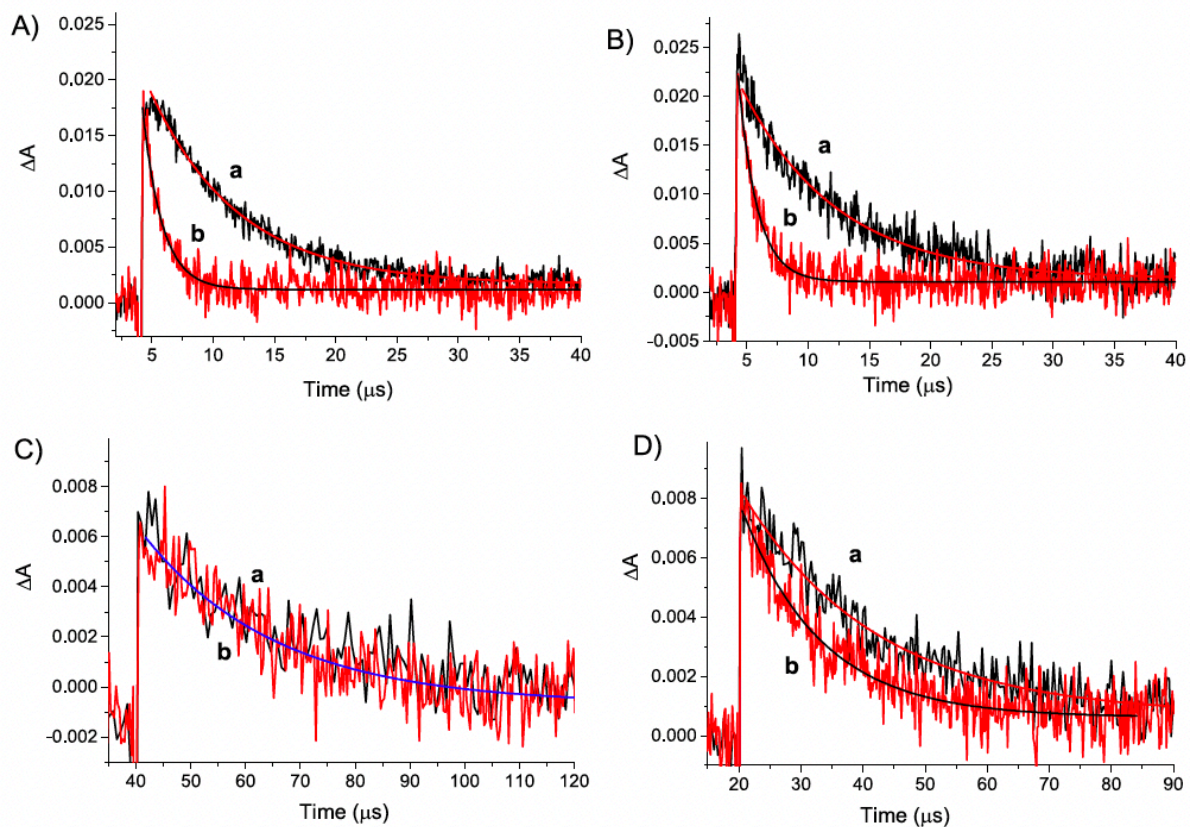 A)
0.025
0.020
0.015
0.010
0.005
0.000
ΔA
a
b
5 10 15 20 25 30 35 40
Time (μs)
B)
0.025
0.020
0.015
0.010
0.005
0.000
-0.005
ΔA
a
b
5 10 15 20 25 30 35 40
Time (μs)
C)
0.008
0.006
0.004
0.002
0.000
-0.002
ΔA
a
b
40 50 60 70 80 90 100 110 120
Time (μs)
D)
0.008
0.006
0.004
0.002
0.000
ΔA
a
b
20 30 40 50 60 70 80 90
Time (μs)